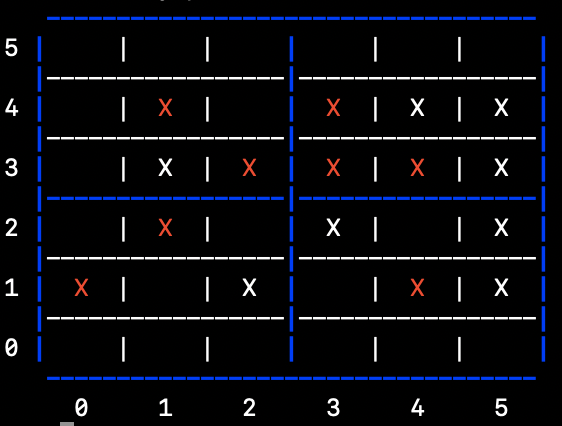 5 | | | |
4 | X | X | X | X
3 | X | X X | X | X
2 | X | X | X
1 X | X | X | X
0 | | | |
0 1 2 3 4 5